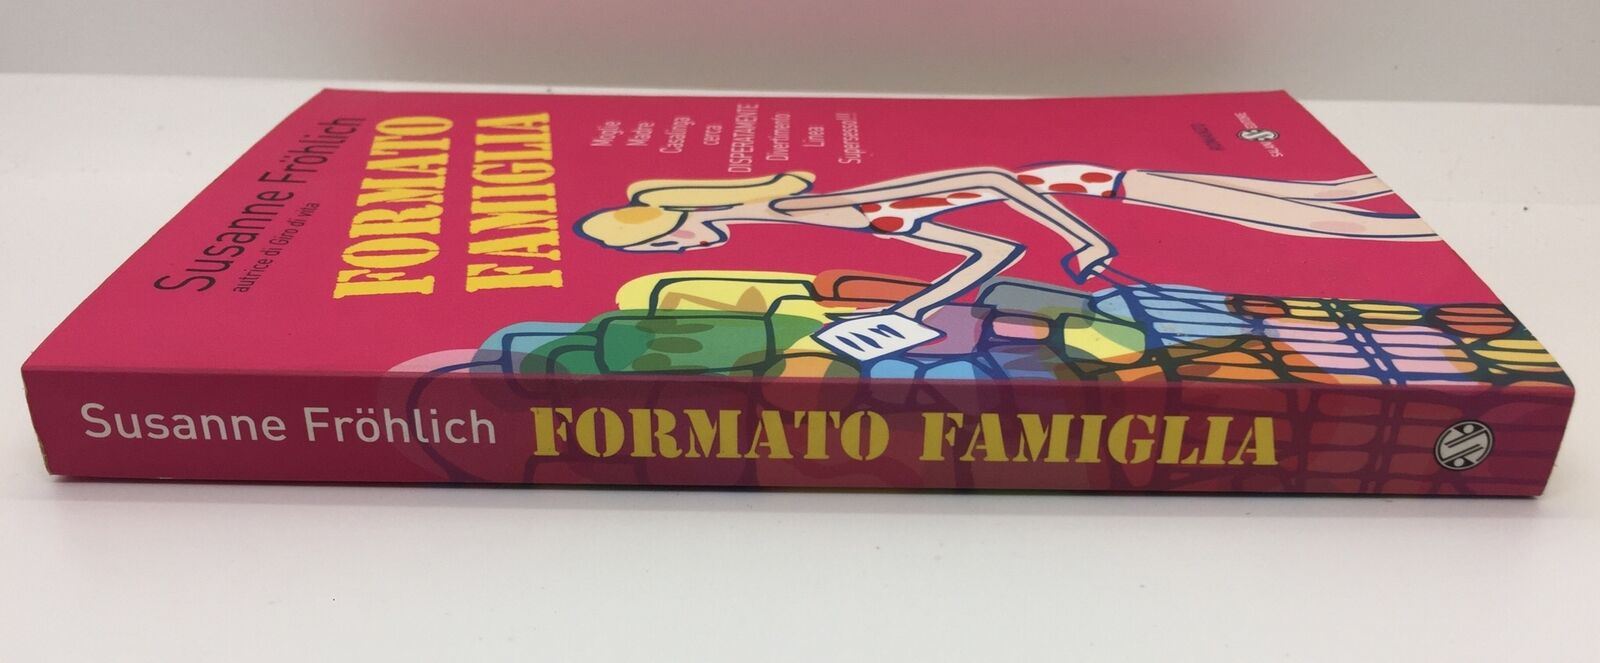 Susanne Fröhlich
autrice di Giro di vita
FORMATO
FAMIGLIA
Moglie
Madre
Casalinga
cerca
DISPERATAMENTE
Divertimento
Linea
Supersesso!!!
ROMANZO
Susanne Fröhlich FORMATO FAMIGLIA